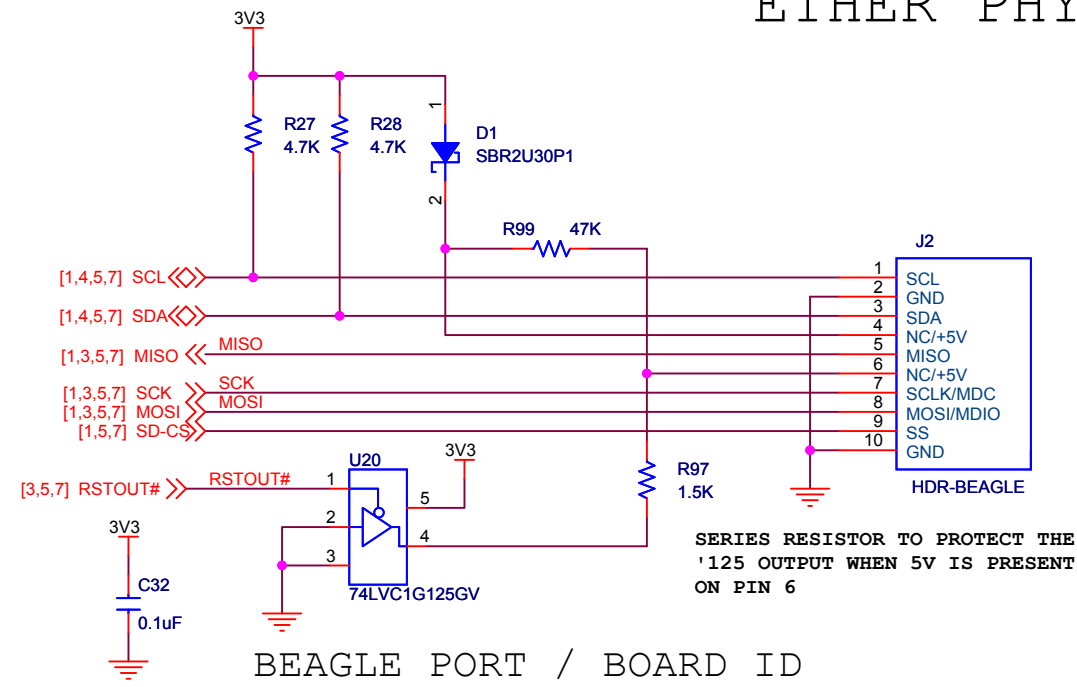 ETHER PHY
3V3
R27
4.7K
R28
4.7K
1
D1
SBR2U30P1
2
R99 47K
J2
[1,4,5,7] SCL
1 SCL
2 GND
[1,4,5,7] SDA
3 SDA
4 NC/+5V
[1,3,5,7] MISO MISO
5 MISO
6 NC/+5V
[1,3,5,7] SCK SCK
7 SCLK/MDC
[1,3,5,7] MOSI MOSI
8 MOSI/MDIO
[1,5,7] SD-CS
9 SS
10 GND
HDR-BEAGLE
U20
3V3
R97
1.5K
[3,5,7] RSTOUT# RSTOUT#
1
5
2
4
3
74LVC1G125GV
3V3
C32
0.1uF
SERIES RESISTOR TO PROTECT THE
'125 OUTPUT WHEN 5V IS PRESENT
ON PIN 6
BEAGLE PORT / BOARD ID